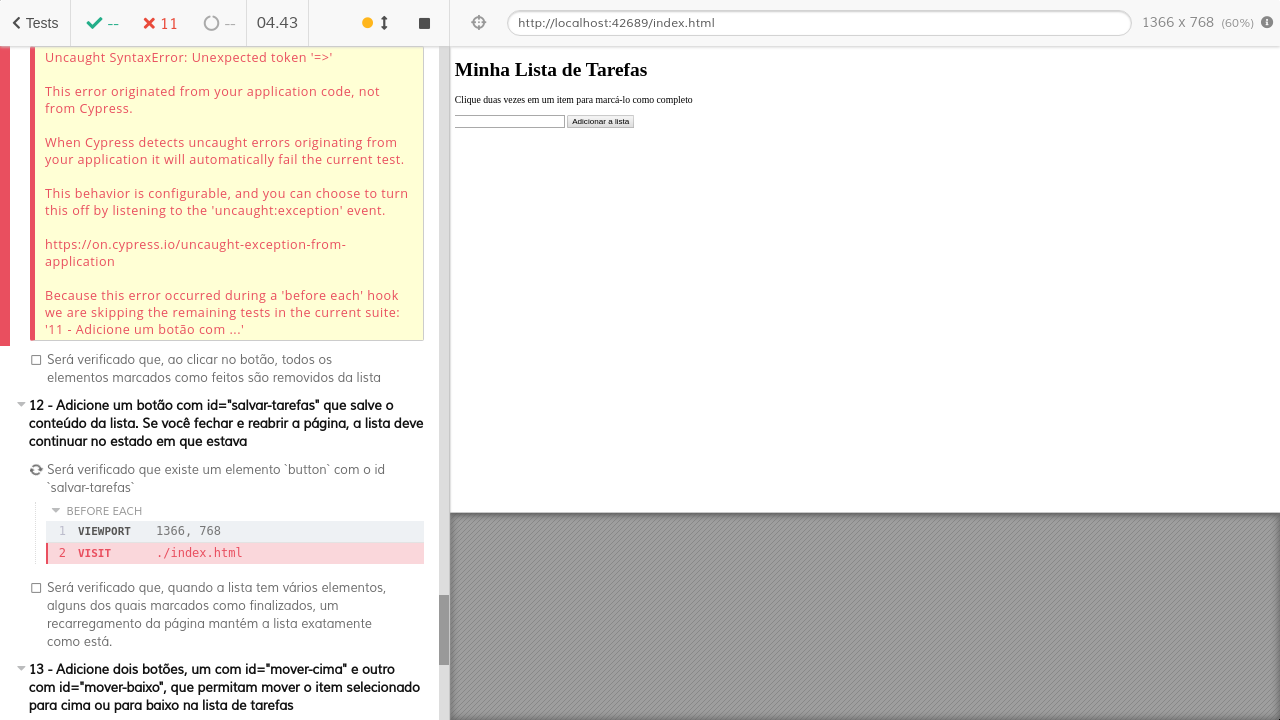 Tests
--
11
--
04.43
http://localhost:42689/index.html
1366 x 768 (60%)
Uncaught SyntaxError: Unexpected token '=>'
This error originated from your application code, not
from Cypress.
When Cypress detects uncaught errors originating from
your application it will automatically fail the current test.
This behavior is configurable, and you can choose to turn
this off by listening to the 'uncaught:exception' event.
https://on.cypress.io/uncaught-exception-from-
application
Because this error occurred during a 'before each' hook
we are skipping the remaining tests in the current suite:
'11 - Adicione um botão com ...'
Será verificado que, ao clicar no botão, todos os
elementos marcados como feitos são removidos da lista
12 - Adicione um botão com id="salvar-tarefas" que salve o
conteúdo da lista. Se você fechar e reabrir a página, a lista deve
continuar no estado em que estava
Será verificado que existe um elemento `button` com o id
`salvar-tarefas`
BEFORE EACH
1 VIEWPORT 1366, 768
2 VISIT ./index.html
Será verificado que, quando a lista tem vários elementos,
alguns dos quais marcados como finalizados, um
recarregamento da página mantém a lista exatamente
como está.
13 - Adicione dois botões, um com id="mover-cima" e outro
com id="mover-baixo", que permitam mover o item selecionado
para cima ou para baixo na lista de tarefas
Minha Lista de Tarefas
Clique duas vezes em um item para marcá-lo como completo
Adicionar a lista